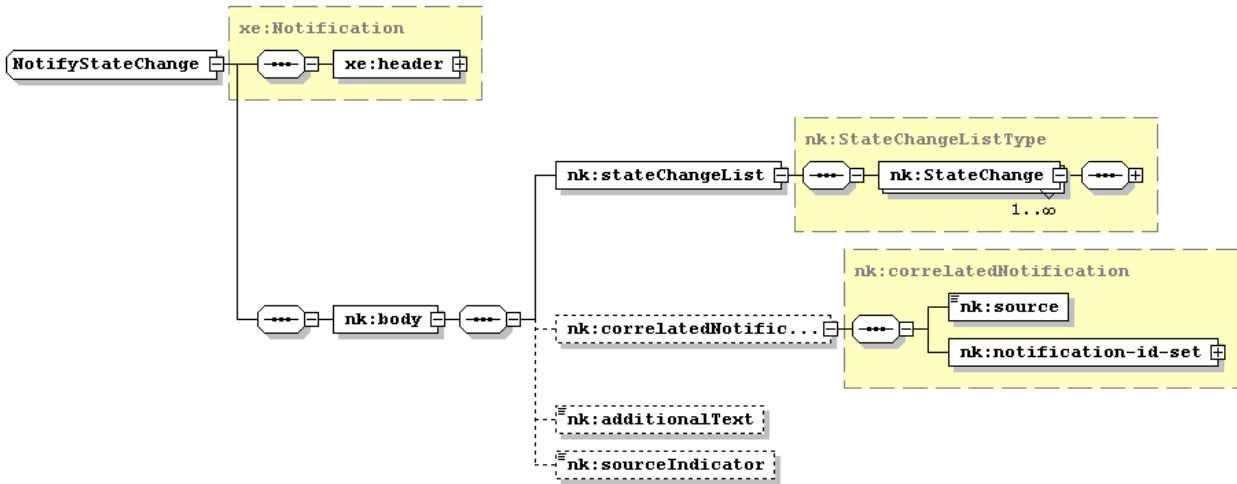 xe:Notification
NotifyStateChange
xe:header
nk:StateChangeListType
nk:stateChangeList
nk:StateChange
1..∞
nk:correlatedNotification
nk:source
nk:body
nk:correlatedNotific...
nk:notification-id-set
nk:additionalText
nk:sourceIndicator